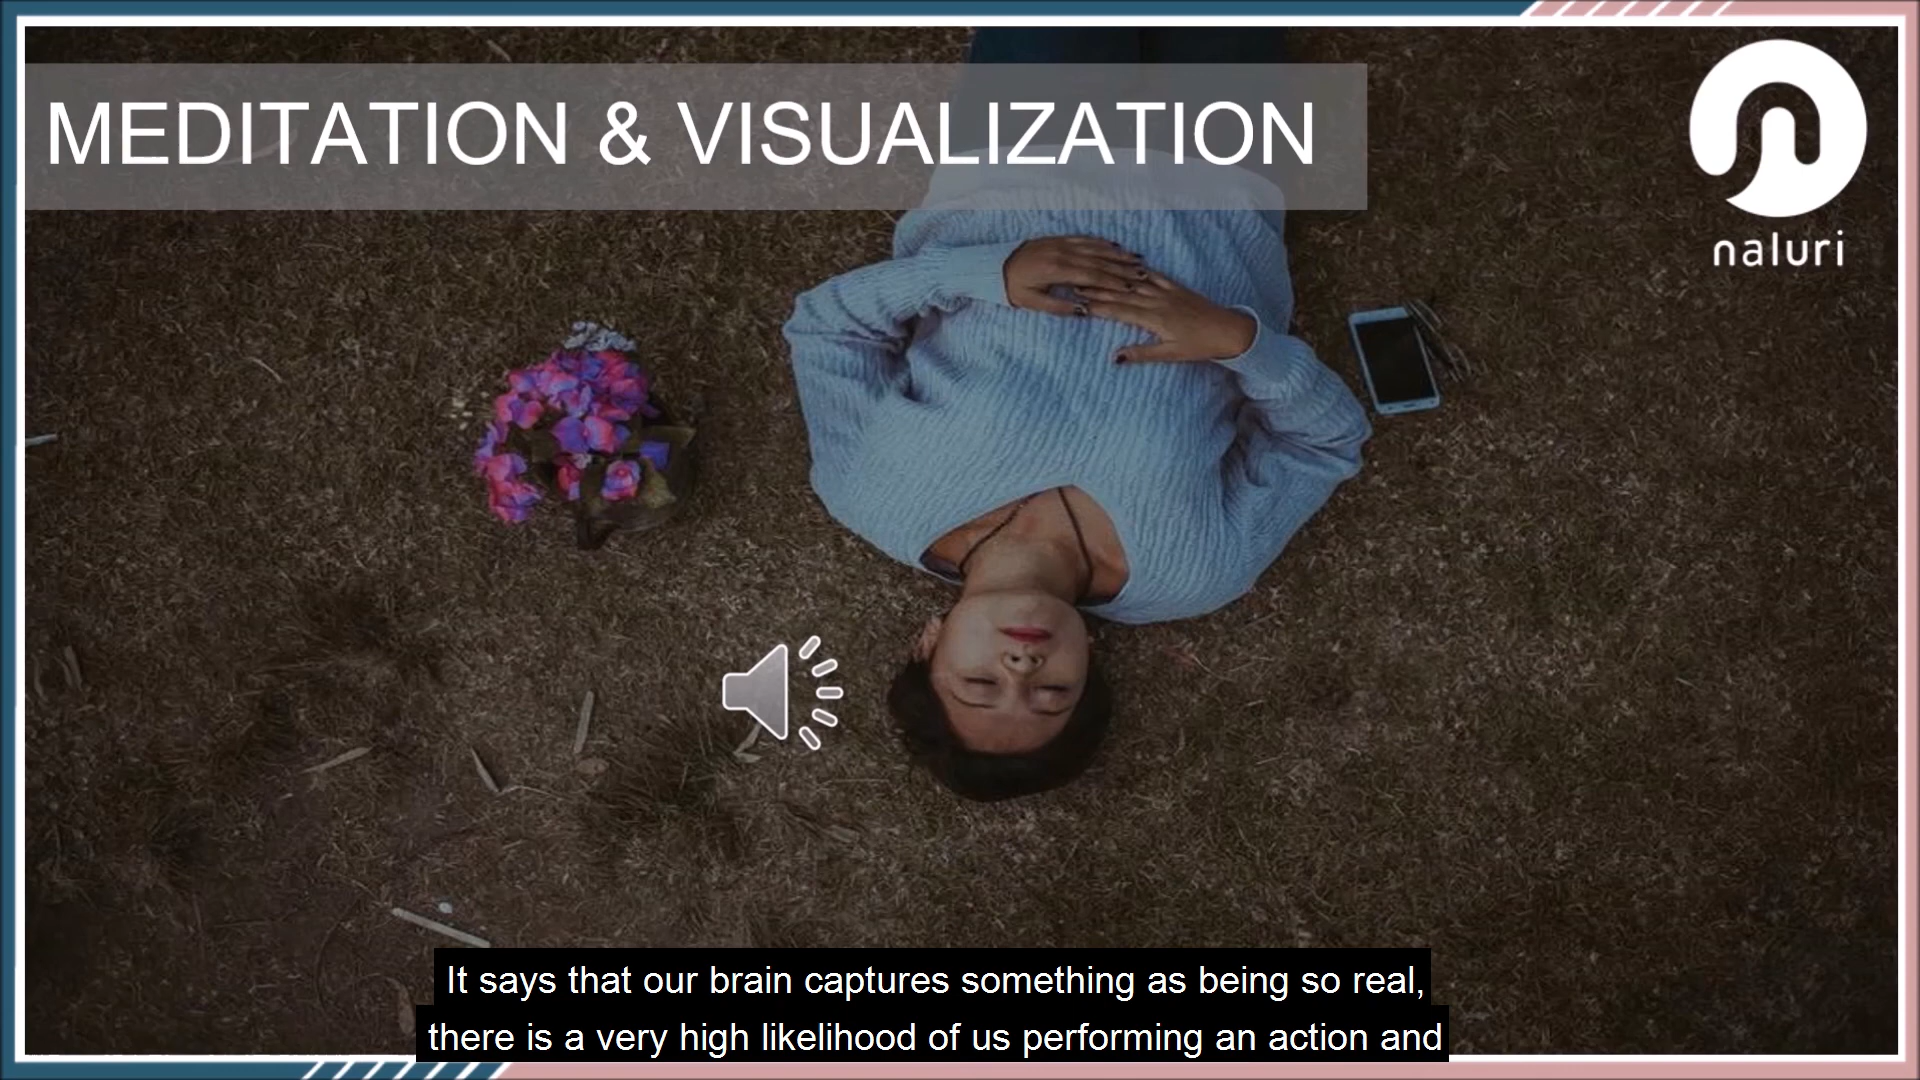 MEDITATION & VISUALIZATION
naluri
It says that our brain captures something as being so real,
there is a very high likelihood of us performing an action and